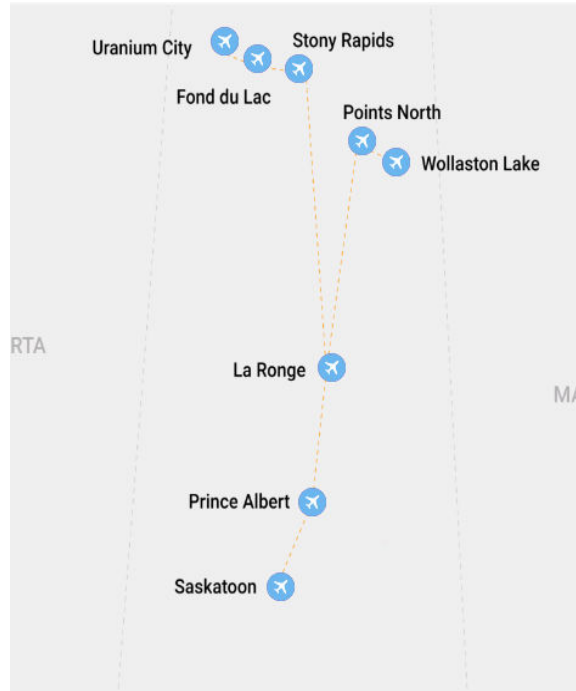 Uranium City
Stony Rapids
Fond du Lac
Points North
Wollaston Lake
RTA
La Ronge
MA
Prince Albert
Saskatoon